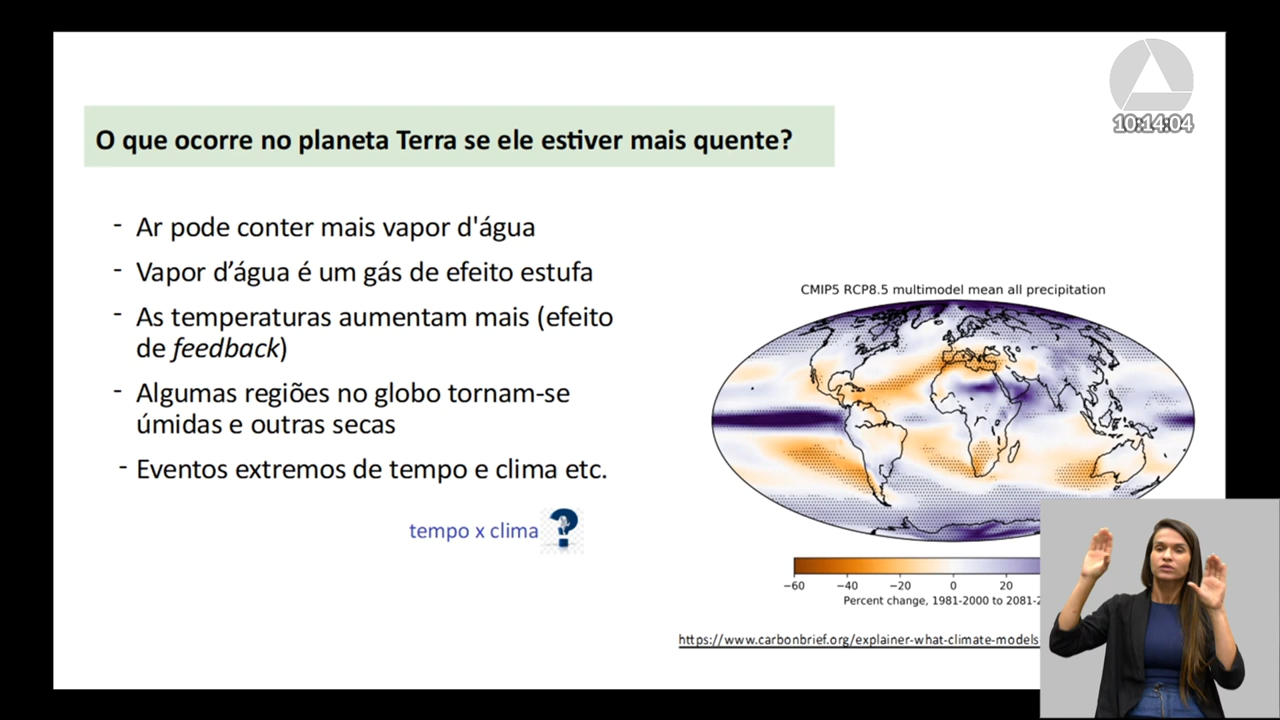 10:14:04
O que ocorre no planeta Terra se ele estiver mais quente?
- Ar pode conter mais vapor d'água
- Vapor d’água é um gás de efeito estufa
- As temperaturas aumentam mais (efeito
de feedback)
- Algumas regiões no globo tornam-se
úmidas e outras secas
- Eventos extremos de tempo e clima etc.
tempo x clima
CMIP5 RCP8.5 multimodel mean all precipitation
−60 −40 −20 0 20
Percent change, 1981-2000 to 2081-2
https://www.carbonbrief.org/explainer-what-climate-models